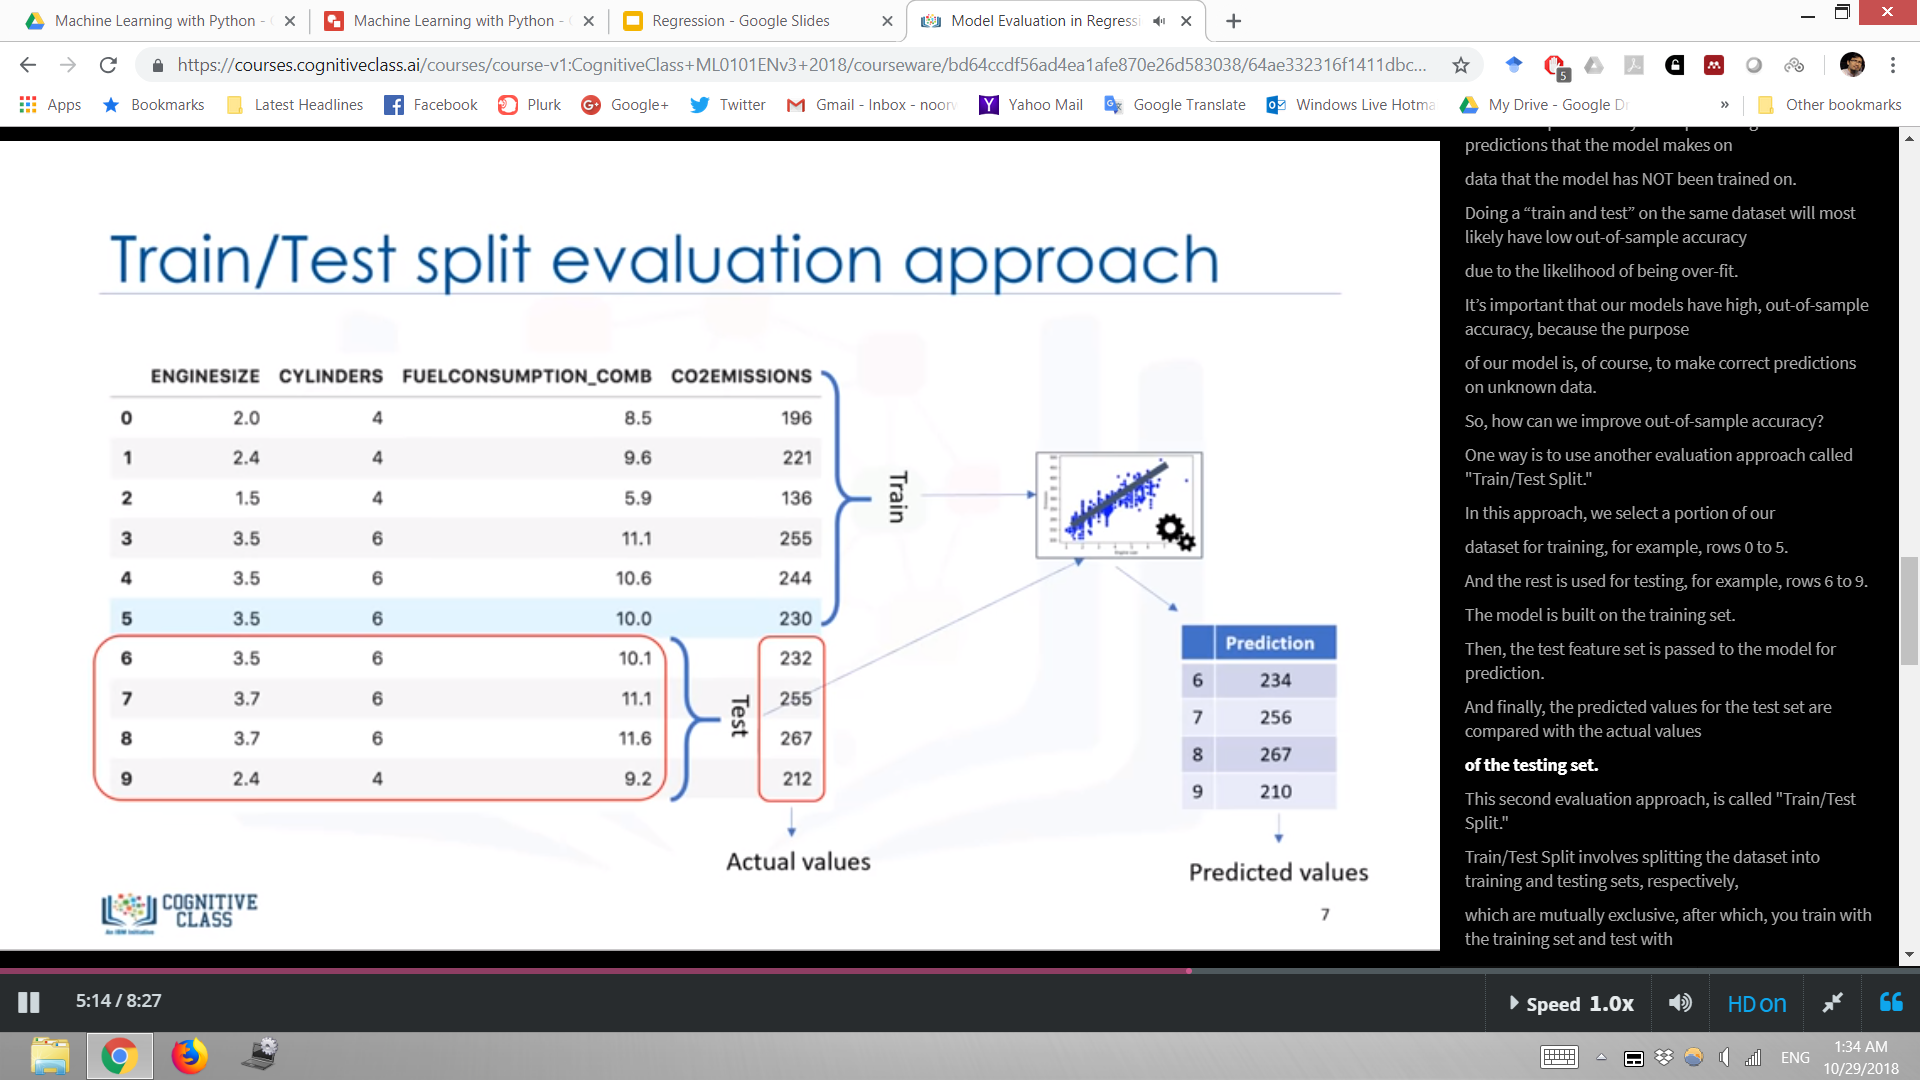 Machine Learning with Python -
Machine Learning with Python -
Regression - Google Slides
Model Evaluation in Regressi
https://courses.cognitiveclass.ai/courses/course-v1:CognitiveClass+ML0101ENv3+2018/courseware/bd64ccdf56ad4ea1afe870e26d583038/64ae332316f1411dbc...
5
Apps
Bookmarks
Latest Headlines
Facebook
Plurk
Google+
Twitter
Gmail - Inbox - noor
Yahoo Mail
Google Translate
Windows Live Hotma
My Drive - Google Dr
»
Other bookmarks
Train/Test split evaluation approach
ENGINESIZE CYLINDERS FUELCONSUMPTION_COMB CO2EMISSIONS
0 2.0 4 8.5 196
1 2.4 4 9.6 221
2 1.5 4 5.9 136
3 3.5 6 11.1 255
4 3.5 6 10.6 244
5 3.5 6 10.0 230
6 3.5 6 10.1 232
7 3.7 6 11.1 255
8 3.7 6 11.6 267
9 2.4 4 9.2 212
Train
Test
Actual values
Prediction
6 234
7 256
8 267
9 210
Predicted values
COGNITIVE
CLASS
An IBM Initiative
7
predictions that the model makes on
data that the model has NOT been trained on.
Doing a “train and test” on the same dataset will most
likely have low out-of-sample accuracy
due to the likelihood of being over-fit.
It’s important that our models have high, out-of-sample
accuracy, because the purpose
of our model is, of course, to make correct predictions
on unknown data.
So, how can we improve out-of-sample accuracy?
One way is to use another evaluation approach called
"Train/Test Split."
In this approach, we select a portion of our
dataset for training, for example, rows 0 to 5.
And the rest is used for testing, for example, rows 6 to 9.
The model is built on the training set.
Then, the test feature set is passed to the model for
prediction.
And finally, the predicted values for the test set are
compared with the actual values
of the testing set.
This second evaluation approach, is called "Train/Test
Split."
Train/Test Split involves splitting the dataset into
training and testing sets, respectively,
which are mutually exclusive, after which, you train with
the training set and test with
5:14 / 8:27
Speed 1.0x
HD on
ENG
1:34 AM
10/29/2018